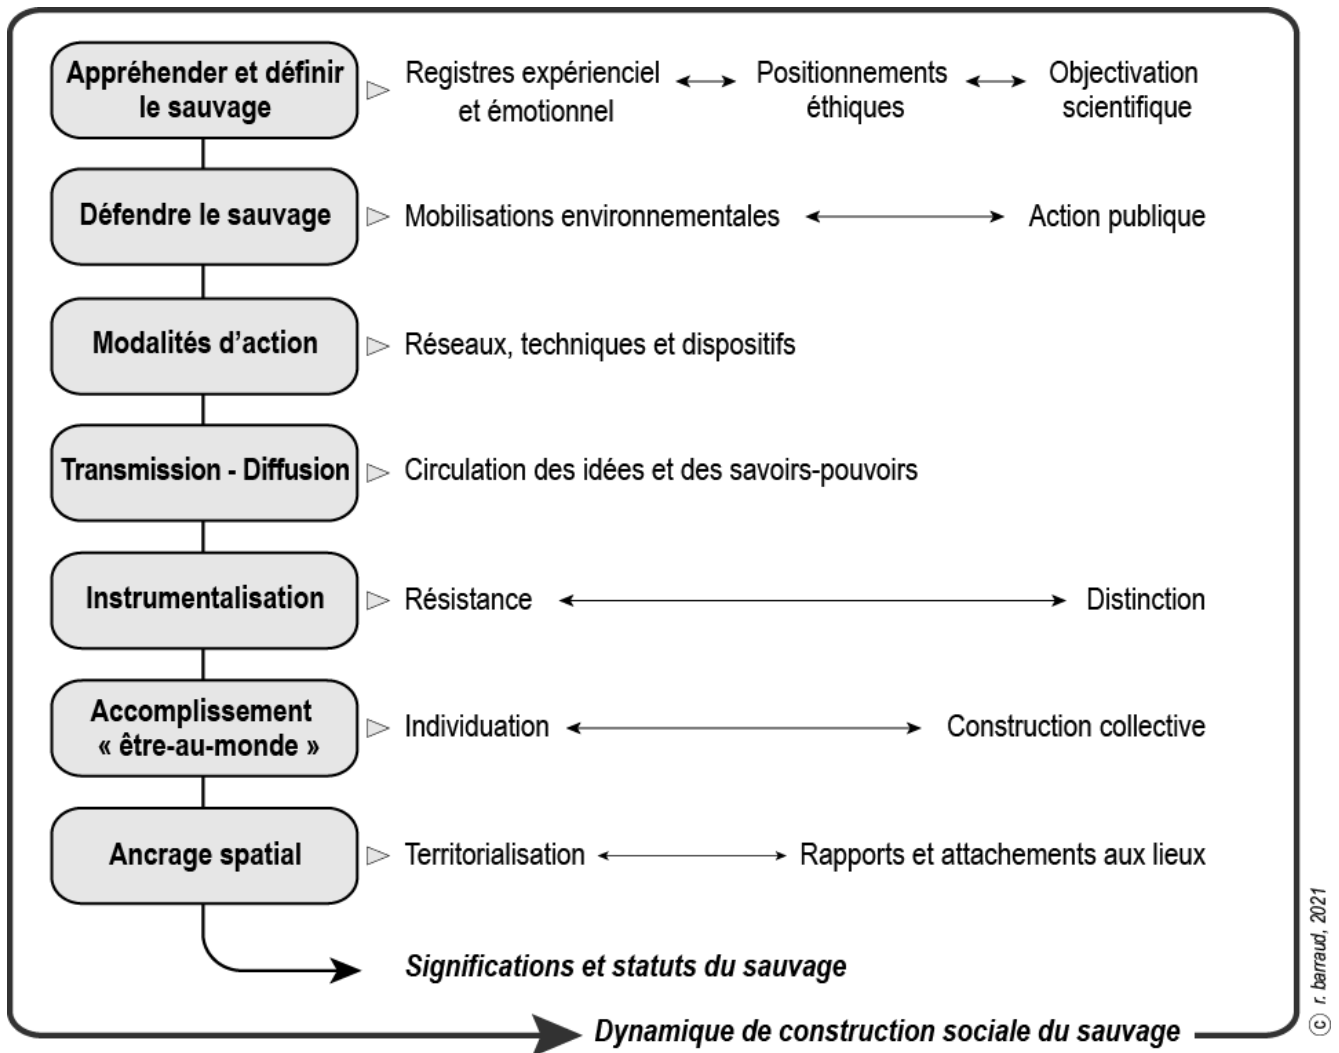 Appréhender et définir
le sauvage
Registres expérienciel
et émotionnel
Positionnements
éthiques
Objectivation
scientifique
Défendre le sauvage
Mobilisations environnementales
Action publique
Modalités d’action
Réseaux, techniques et dispositifs
Transmission - Diffusion
Circulation des idées et des savoirs-pouvoirs
Instrumentalisation
Résistance
Distinction
Accomplissement
« être-au-monde »
Individuation
Construction collective
Ancrage spatial
Territorialisation
Rapports et attachements aux lieux
Significations et statuts du sauvage
Dynamique de construction sociale du sauvage
© r. barraud, 2021